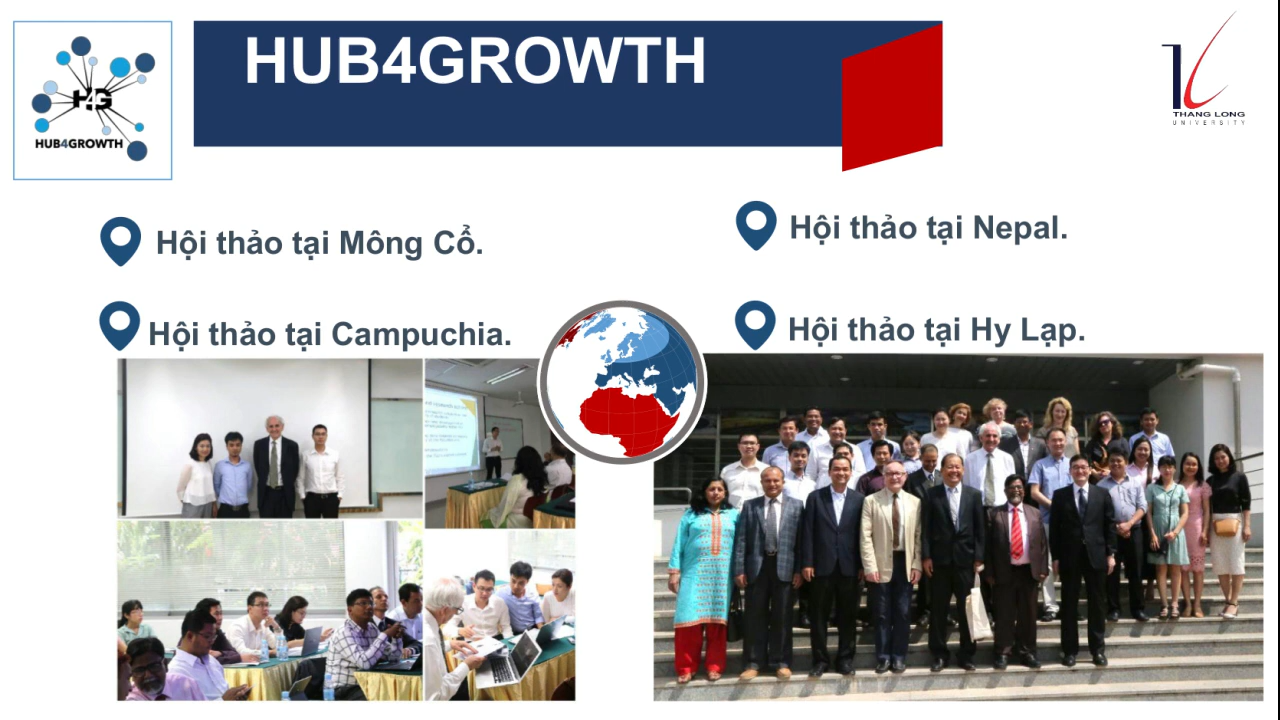 HUB4GROWTH
H4G
HUB4GROWTH
THANG LONG
UNIVERSITY
Hội thảo tại Mông Cổ.
Hội thảo tại Nepal.
Hội thảo tại Campuchia.
Hội thảo tại Hy Lạp.